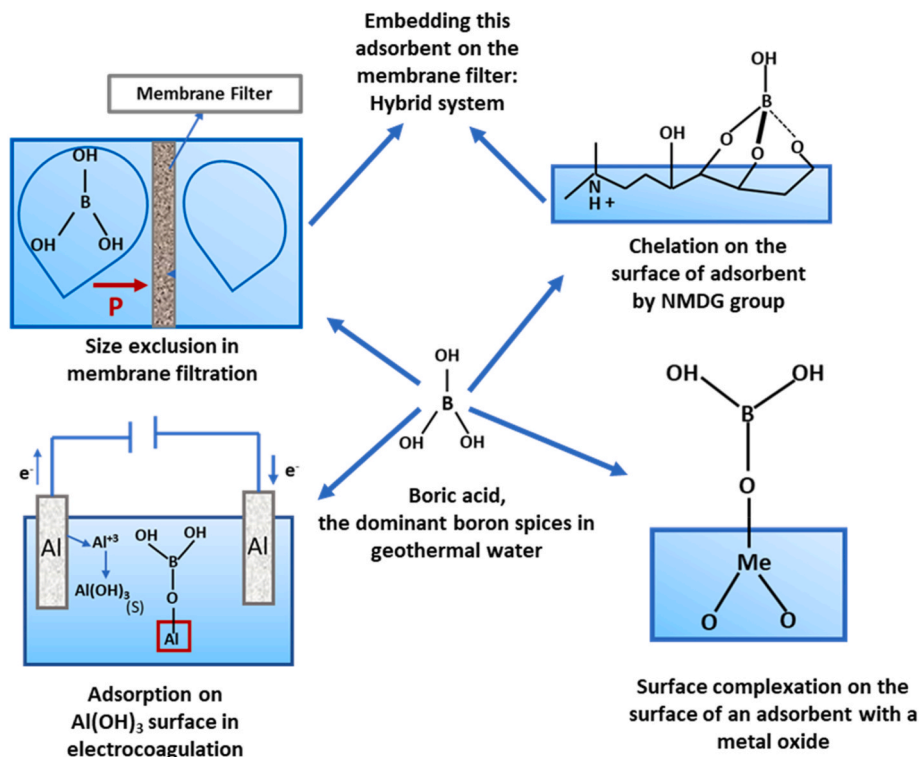 Embedding this
adsorbent on the
membrane filter:
Hybrid system
Membrane Filter
OH
B
OH
OH
P
Size exclusion in
membrane filtration
OH
B
O
O
O
OH
N
H +
Chelation on the
surface of adsorbent
by NMDG group
OH
B
OH
OH
Boric acid,
the dominant boron spices in
geothermal water
e-
e-
Al
Al
Al+3
Al(OH)3
(S)
OH
OH
B
O
Al
Adsorption on
Al(OH)3 surface in
electrocoagulation
OH
OH
B
O
Me
O
O
Surface complexation on the
surface of an adsorbent with a
metal oxide